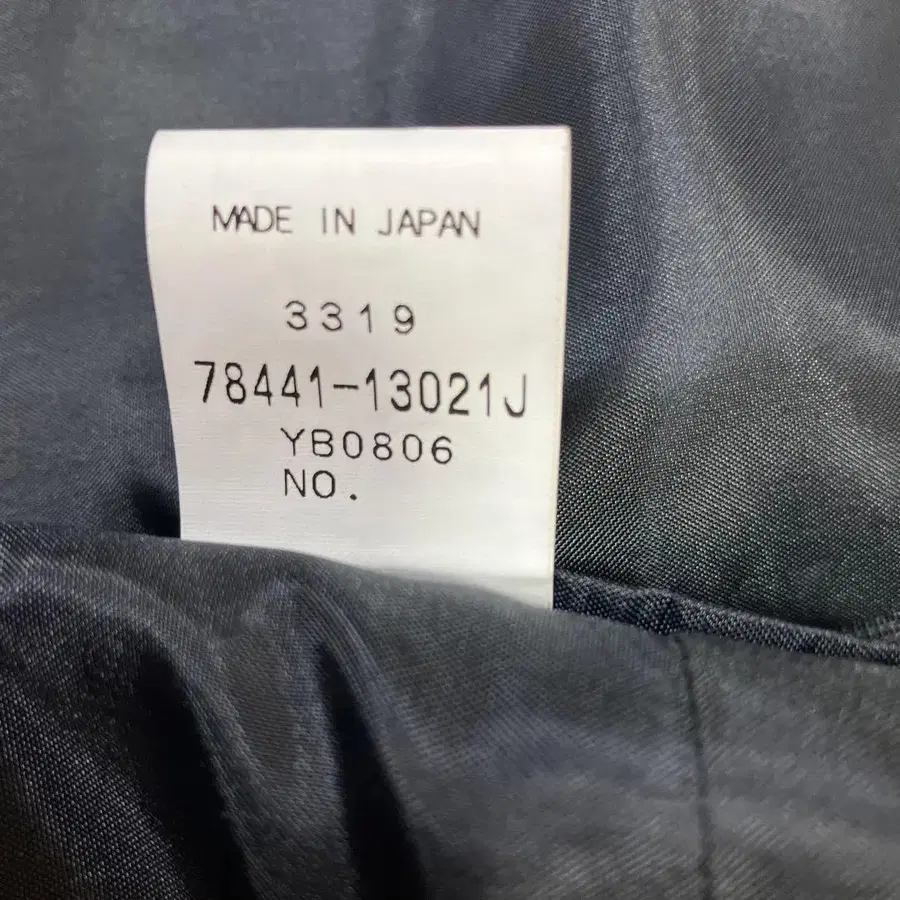 MADE IN JAPAN
3319
78441-13021J
YB0806
NO.